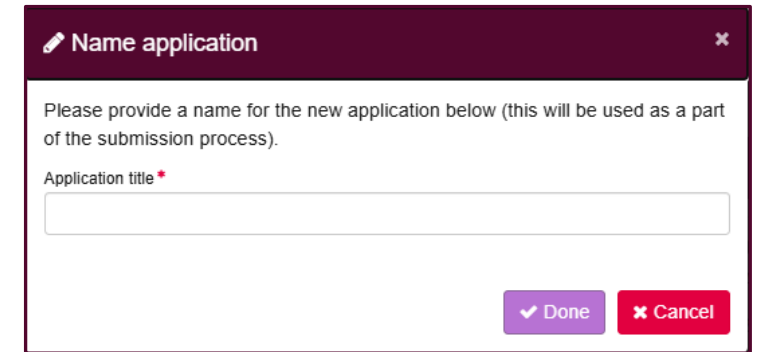 Name application
Please provide a name for the new application below (this will be used as a part
of the submission process).
Application title*
Done
Cancel